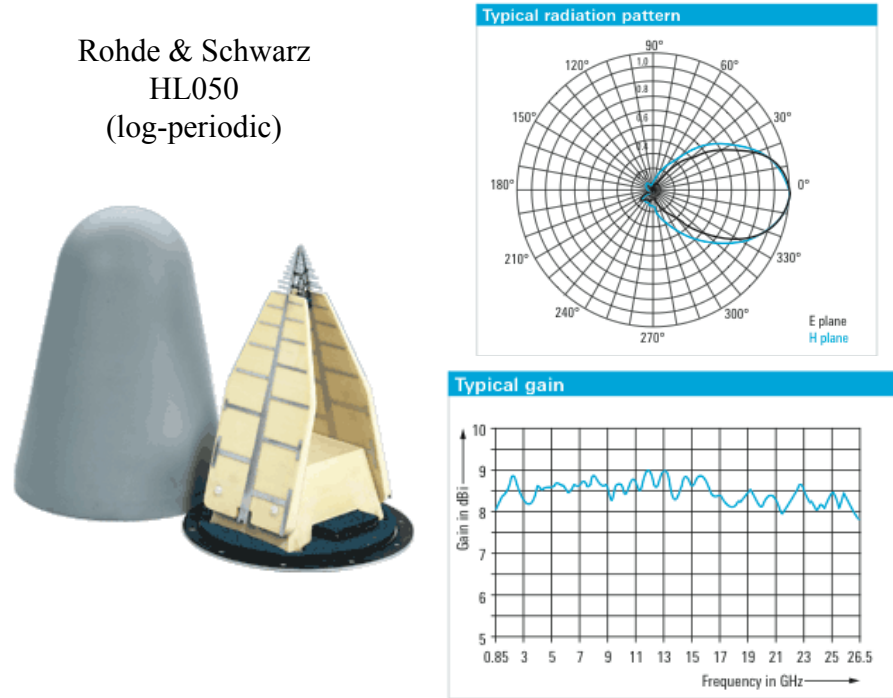 Rohde & Schwarz
HL050
(log-periodic)
Typical radiation pattern
90°
120°
60°
1.0
0.8
150°
0.6
30°
0.4
180°
0°
210°
330°
240°
300°
270°
E plane
H plane
Typical gain
10
9
8
7
6
5
Gain in dBi
0.85 3 5 7 9 11 13 15 17 19 21 23 25 26.5
Frequency in GHz